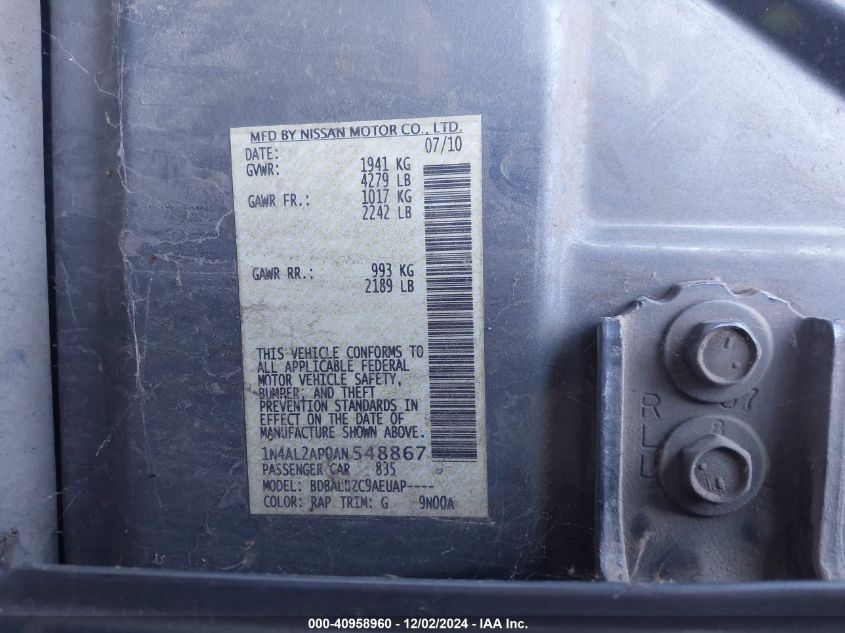 MFD BY NISSAN MOTOR CO., LTD.
DATE: 07/10
GVWR: 1941 KG
4279 LB
GAWR FR.: 1017 KG
2242 LB
GAWR RR.: 993 KG
2189 LB
THIS VEHICLE CONFORMS TO
ALL APPLICABLE FEDERAL
MOTOR VEHICLE SAFETY,
BUMPER, AND THEFT
PREVENTION STANDARDS IN
EFFECT ON THE DATE OF
MANUFACTURE SHOWN ABOVE.
1N4AL2AP0AN548867
PASSENGER CAR 835
MODEL: BDBALBZC9AEUAP----
COLOR: RAP TRIM: G 9N00A
000-40958960 - 12/02/2024 - IAA Inc.